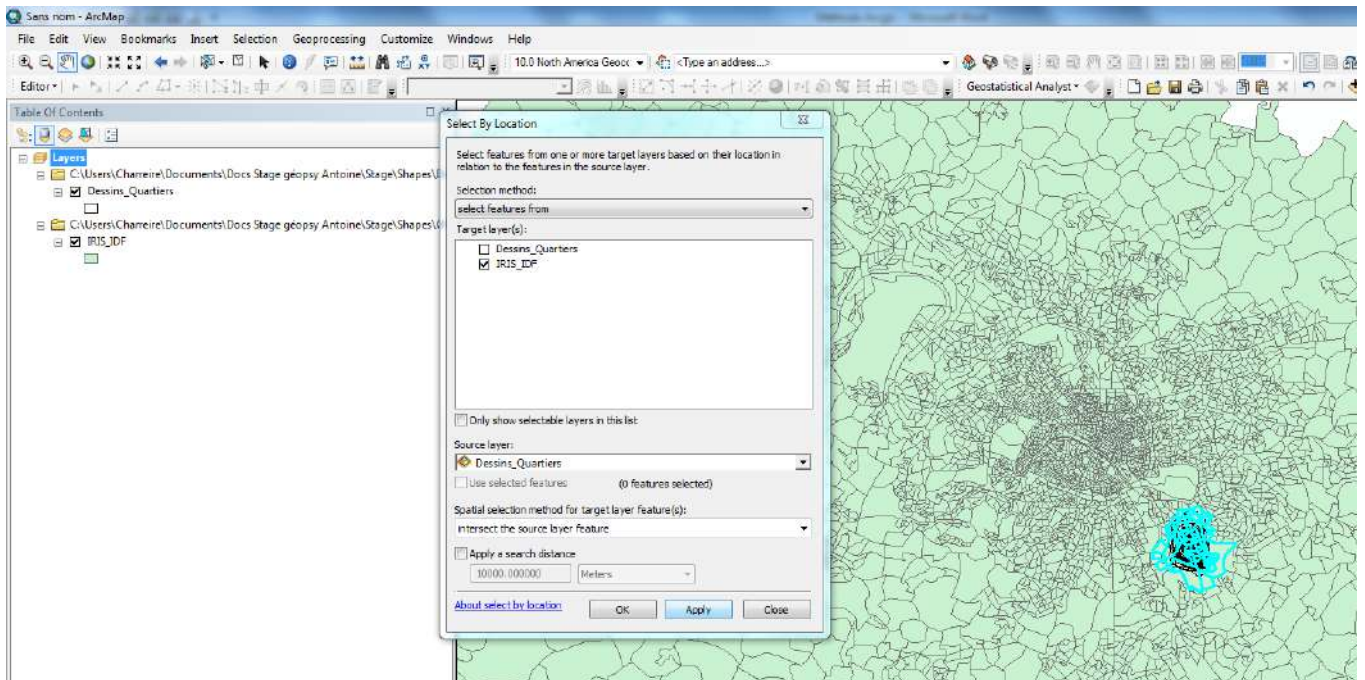 Sans nom - ArcMap
File Edit View Bookmarks Insert Selection Geoprocessing Customize Windows Help
10.0 North America Geocc <Type an address...>
Editor Geostatistical Analyst
Table Of Contents
Layers
C:\Users\Charreire\Documents\Docs Stage géopsy Antoine\Stage\Shapes\
Dessins_Quartiers
C:\Users\Charreire\Documents\Docs Stage géopsy Antoine\Stage\Shapes\
IRIS_IDF
Select By Location
Select features from one or more target layers based on their location in
relation to the features in the source layer.
Selection method:
select features from
Target layer(s):
Dessins_Quartiers
IRIS_IDF
Only show selectable layers in this list
Source layer:
Dessins_Quartiers
Use selected features (0 features selected)
Spatial selection method for target layer feature(s):
intersect the source layer feature
Apply a search distance
10000.000000 Meters
About select by location OK Apply Close